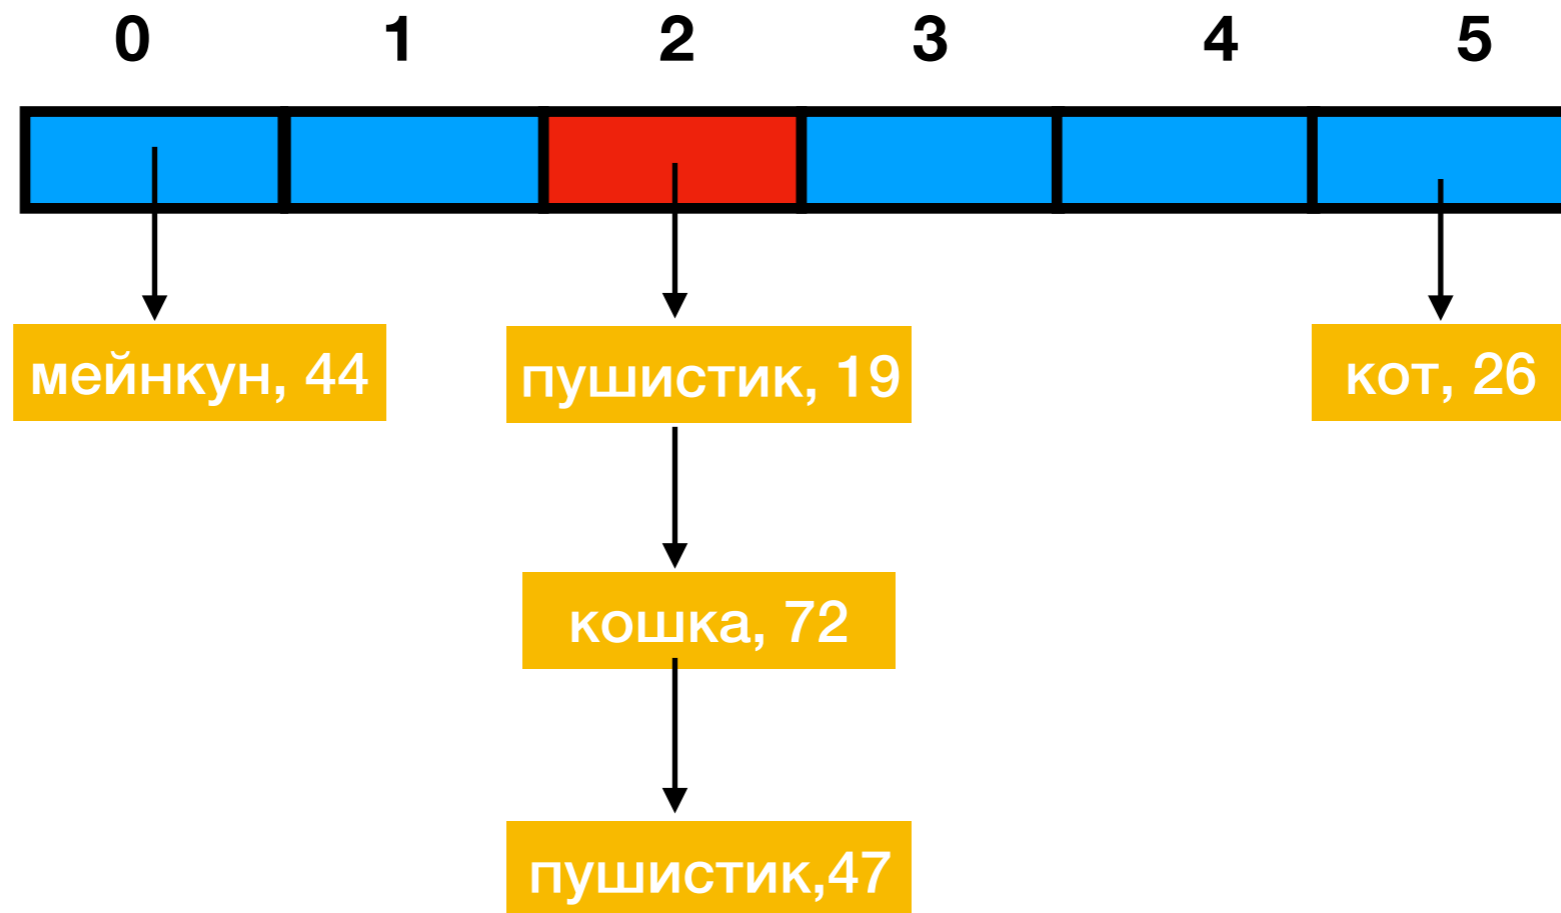 0 1 2 3 4 5
мейнкун, 44 пушистик, 19 кот, 26
кошка, 72
пушистик,47